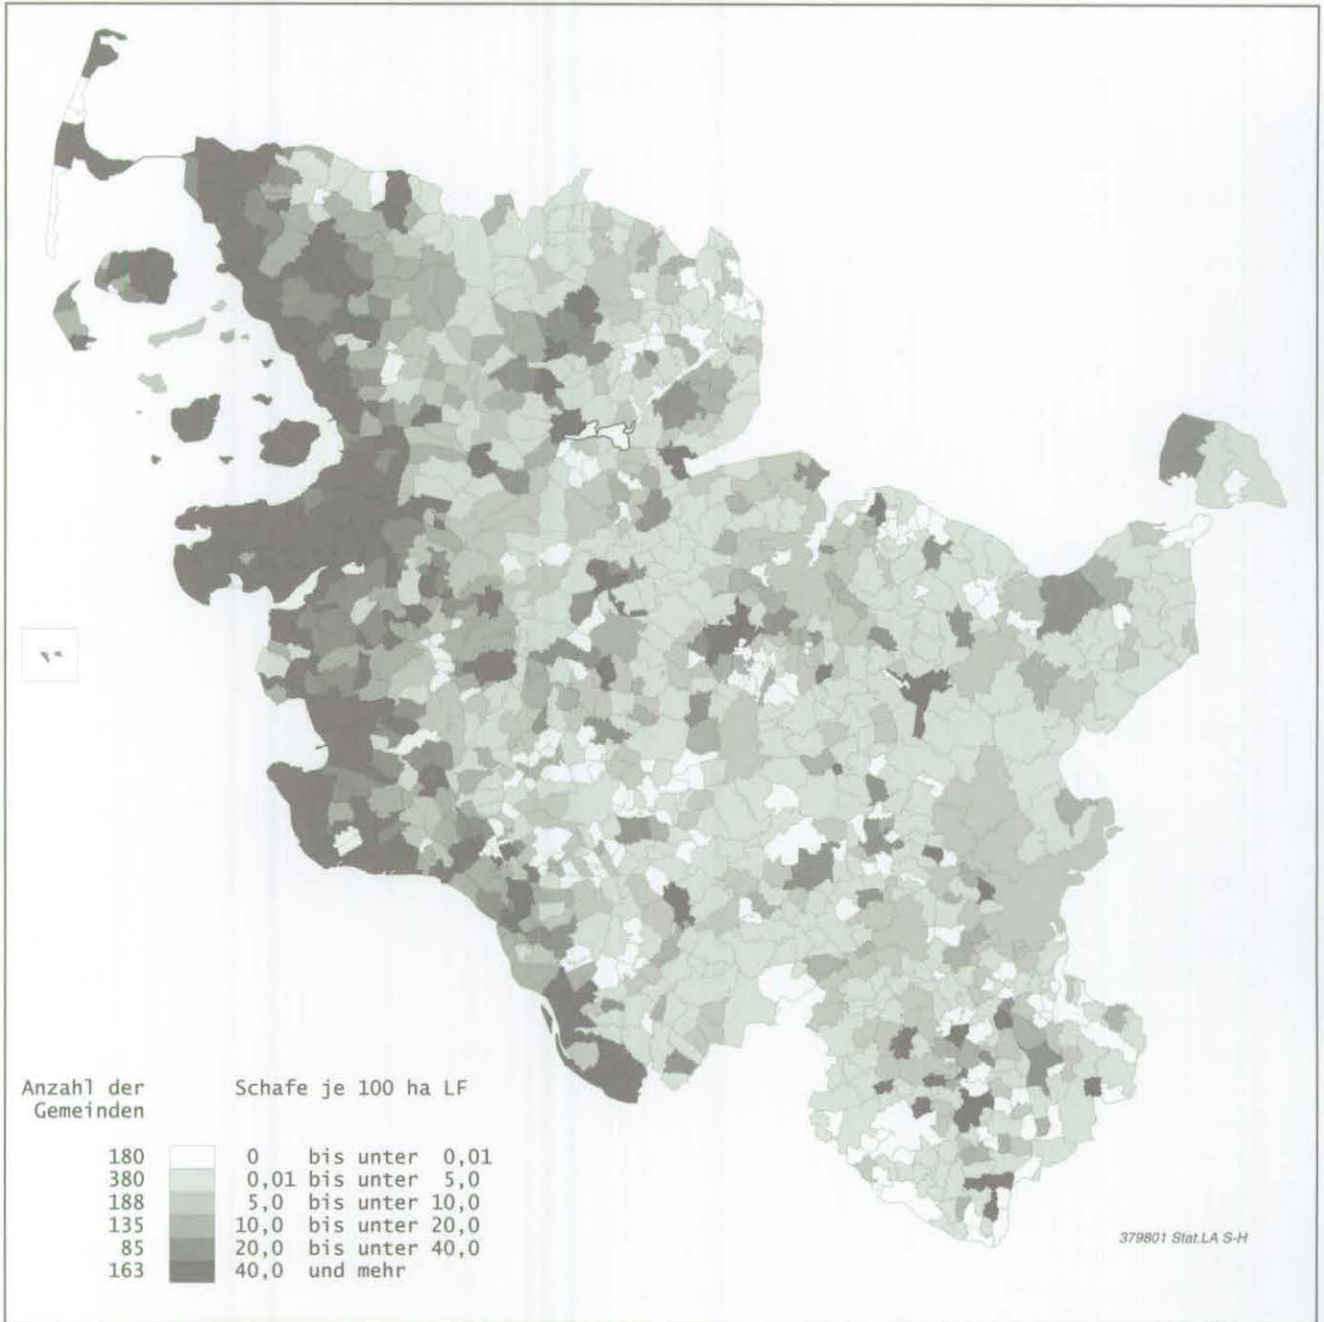 Anzahl der Gemeinden
Schafe je 100 ha LF
180 0 bis unter 0,01
380 0,01 bis unter 5,0
188 5,0 bis unter 10,0
135 10,0 bis unter 20,0
85 20,0 bis unter 40,0
163 40,0 und mehr
379801 Stat.LA S-H